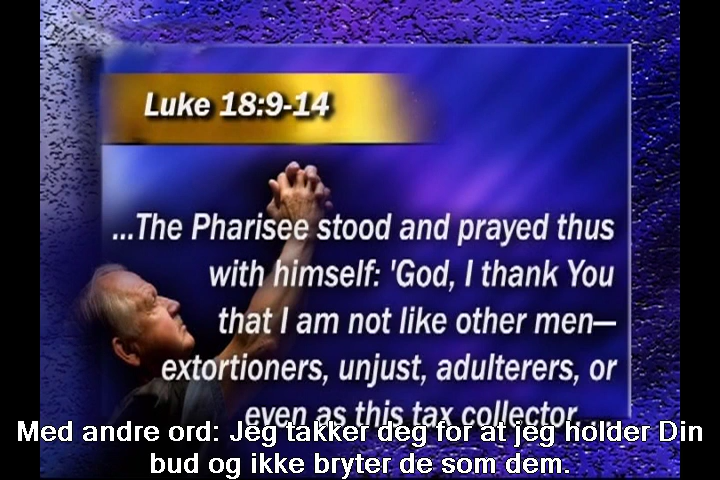 Luke 18:9-14
...The Pharisee stood and prayed thus
with himself: 'God, I thank You
that I am not like other men—
extortioners, unjust, adulterers, or
even as this tax collector...
Med andre ord: Jeg takker deg for at jeg holder Din
bud og ikke bryter de som dem.